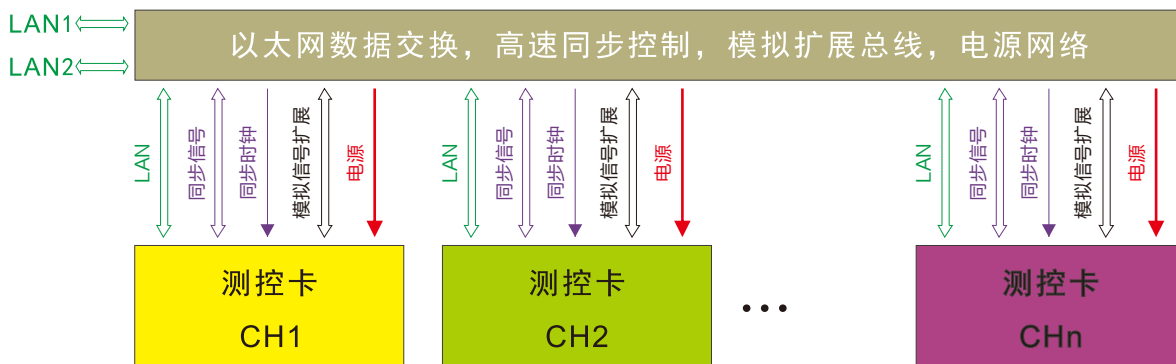 LAN1
以太网数据交换，高速同步控制，模拟扩展总线，电源网络
LAN2
LAN
同步信号
同步时钟
模拟信号扩展
电源
LAN
同步信号
同步时钟
模拟信号扩展
电源
LAN
同步信号
同步时钟
模拟信号扩展
电源
测控卡
CH1
测控卡
CH2
•••
测控卡
CHn